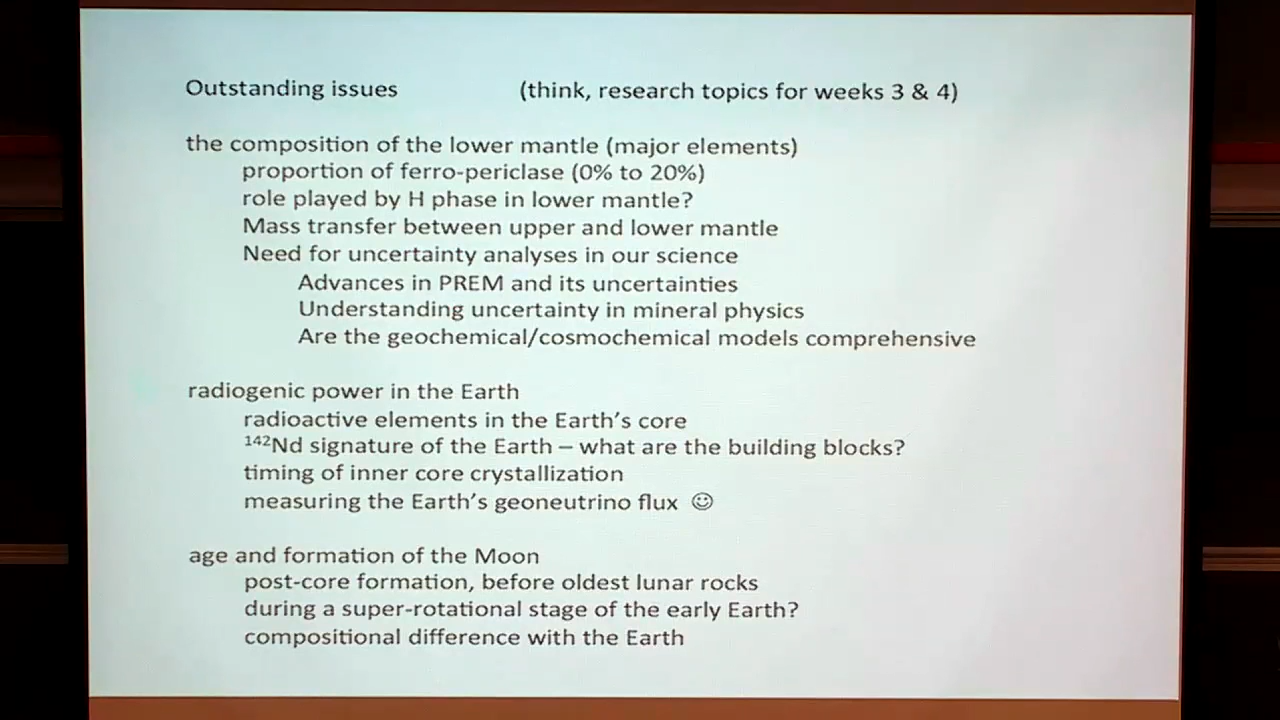 Outstanding issues (think, research topics for weeks 3 & 4)
the composition of the lower mantle (major elements)
proportion of ferro-periclase (0% to 20%)
role played by H phase in lower mantle?
Mass transfer between upper and lower mantle
Need for uncertainty analyses in our science
Advances in PREM and its uncertainties
Understanding uncertainty in mineral physics
Are the geochemical/cosmochemical models comprehensive
radiogenic power in the Earth
radioactive elements in the Earth’s core
¹⁴²Nd signature of the Earth – what are the building blocks?
timing of inner core crystallization
measuring the Earth’s geoneutrino flux ☺
age and formation of the Moon
post-core formation, before oldest lunar rocks
during a super-rotational stage of the early Earth?
compositional difference with the Earth